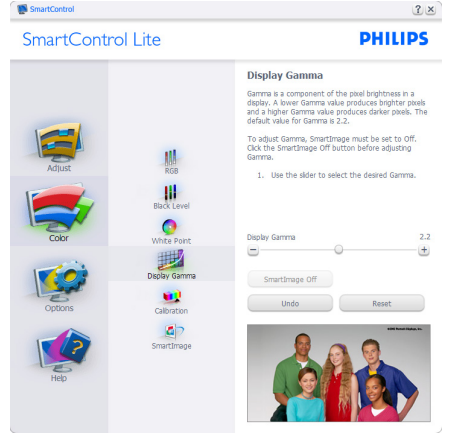 SmartControl
SmartControl Lite
PHILIPS
Adjust
Color
Options
Help
RGB
Black Level
White Point
Display Gamma
Calibration
SmartImage
Display Gamma
Gamma is a component of the pixel brightness in a
display. A lower Gamma value produces brighter pixels
and a higher Gamma value produces darker pixels. The
default value for Gamma is 2.2.
To adjust Gamma, SmartImage must be set to Off.
Click the SmartImage Off button before adjusting
Gamma.
1. Use the slider to select the desired Gamma.
Display Gamma 2.2
SmartImage Off
Undo Reset